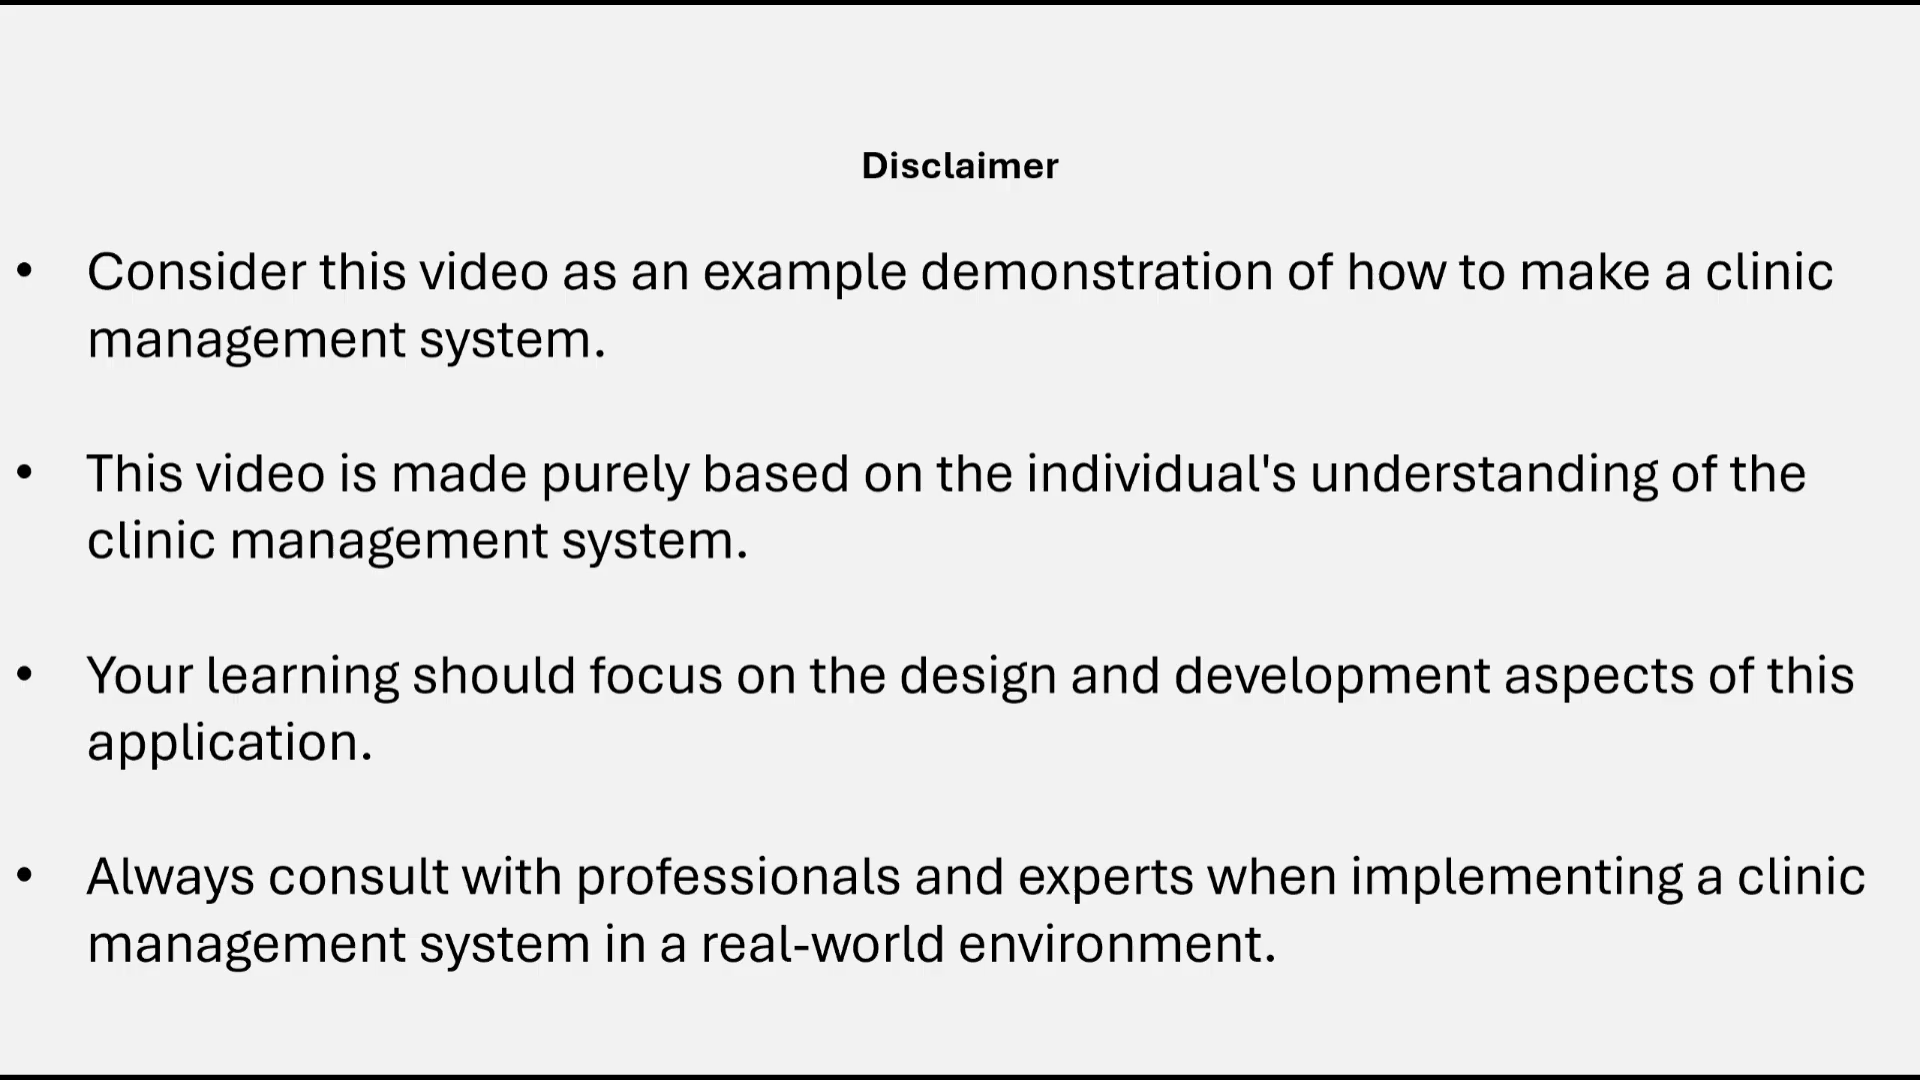 Disclaimer
• Consider this video as an example demonstration of how to make a clinic
management system.
• This video is made purely based on the individual's understanding of the
clinic management system.
• Your learning should focus on the design and development aspects of this
application.
• Always consult with professionals and experts when implementing a clinic
management system in a real-world environment.